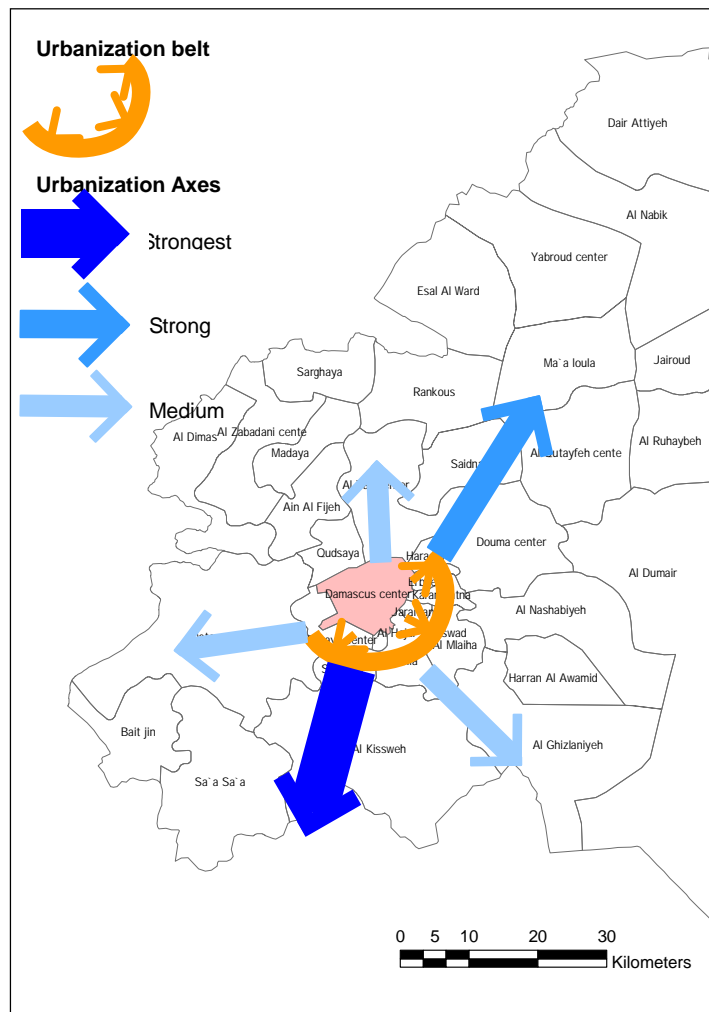 Urbanization belt
Urbanization Axes
Strongest
Strong
Medium
Dair Attiyeh
Al Nabik
Yabroud center
Esal Al Ward
Ma`a loula
Jairoud
Sarghaya
Rankous
Al Zabadani cente
Al Dimas
Madaya
Al Ruhaybeh
Ain Al Fijeh
Qudsaya
Douma center
Al Dumair
Damascus center
Al Nashabiyeh
Al Mlaiha
Harran Al Awamid
Bait jin
Al Kissweh
Al Ghizlaniyeh
Sa`a Sa`a
0 5 10 20 30
Kilometers